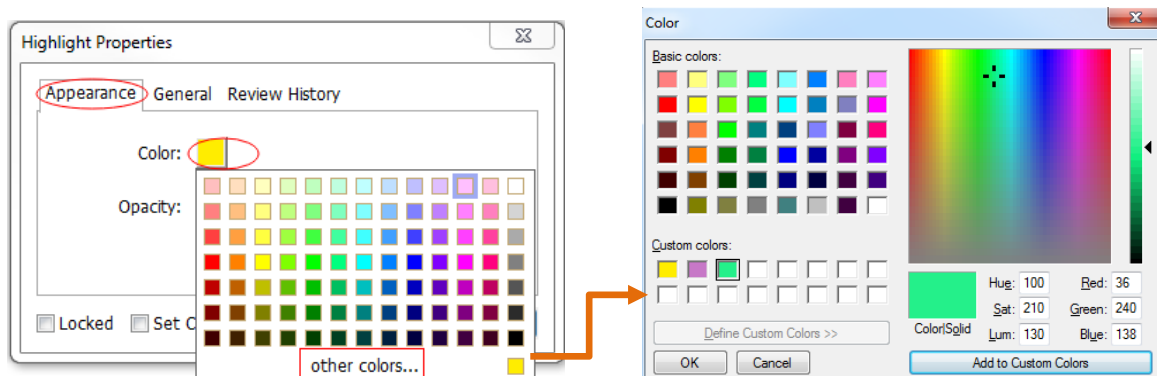 Highlight Properties
Appearance General Review History
Color:
Opacity:
Locked Set
other colors...
Color
Basic colors:
Custom colors:
Define Custom Colors >>
OK Cancel
Color|Solid
Hue: 100 Red: 36
Sat: 210 Green: 240
Lum: 130 Blue: 138
Add to Custom Colors